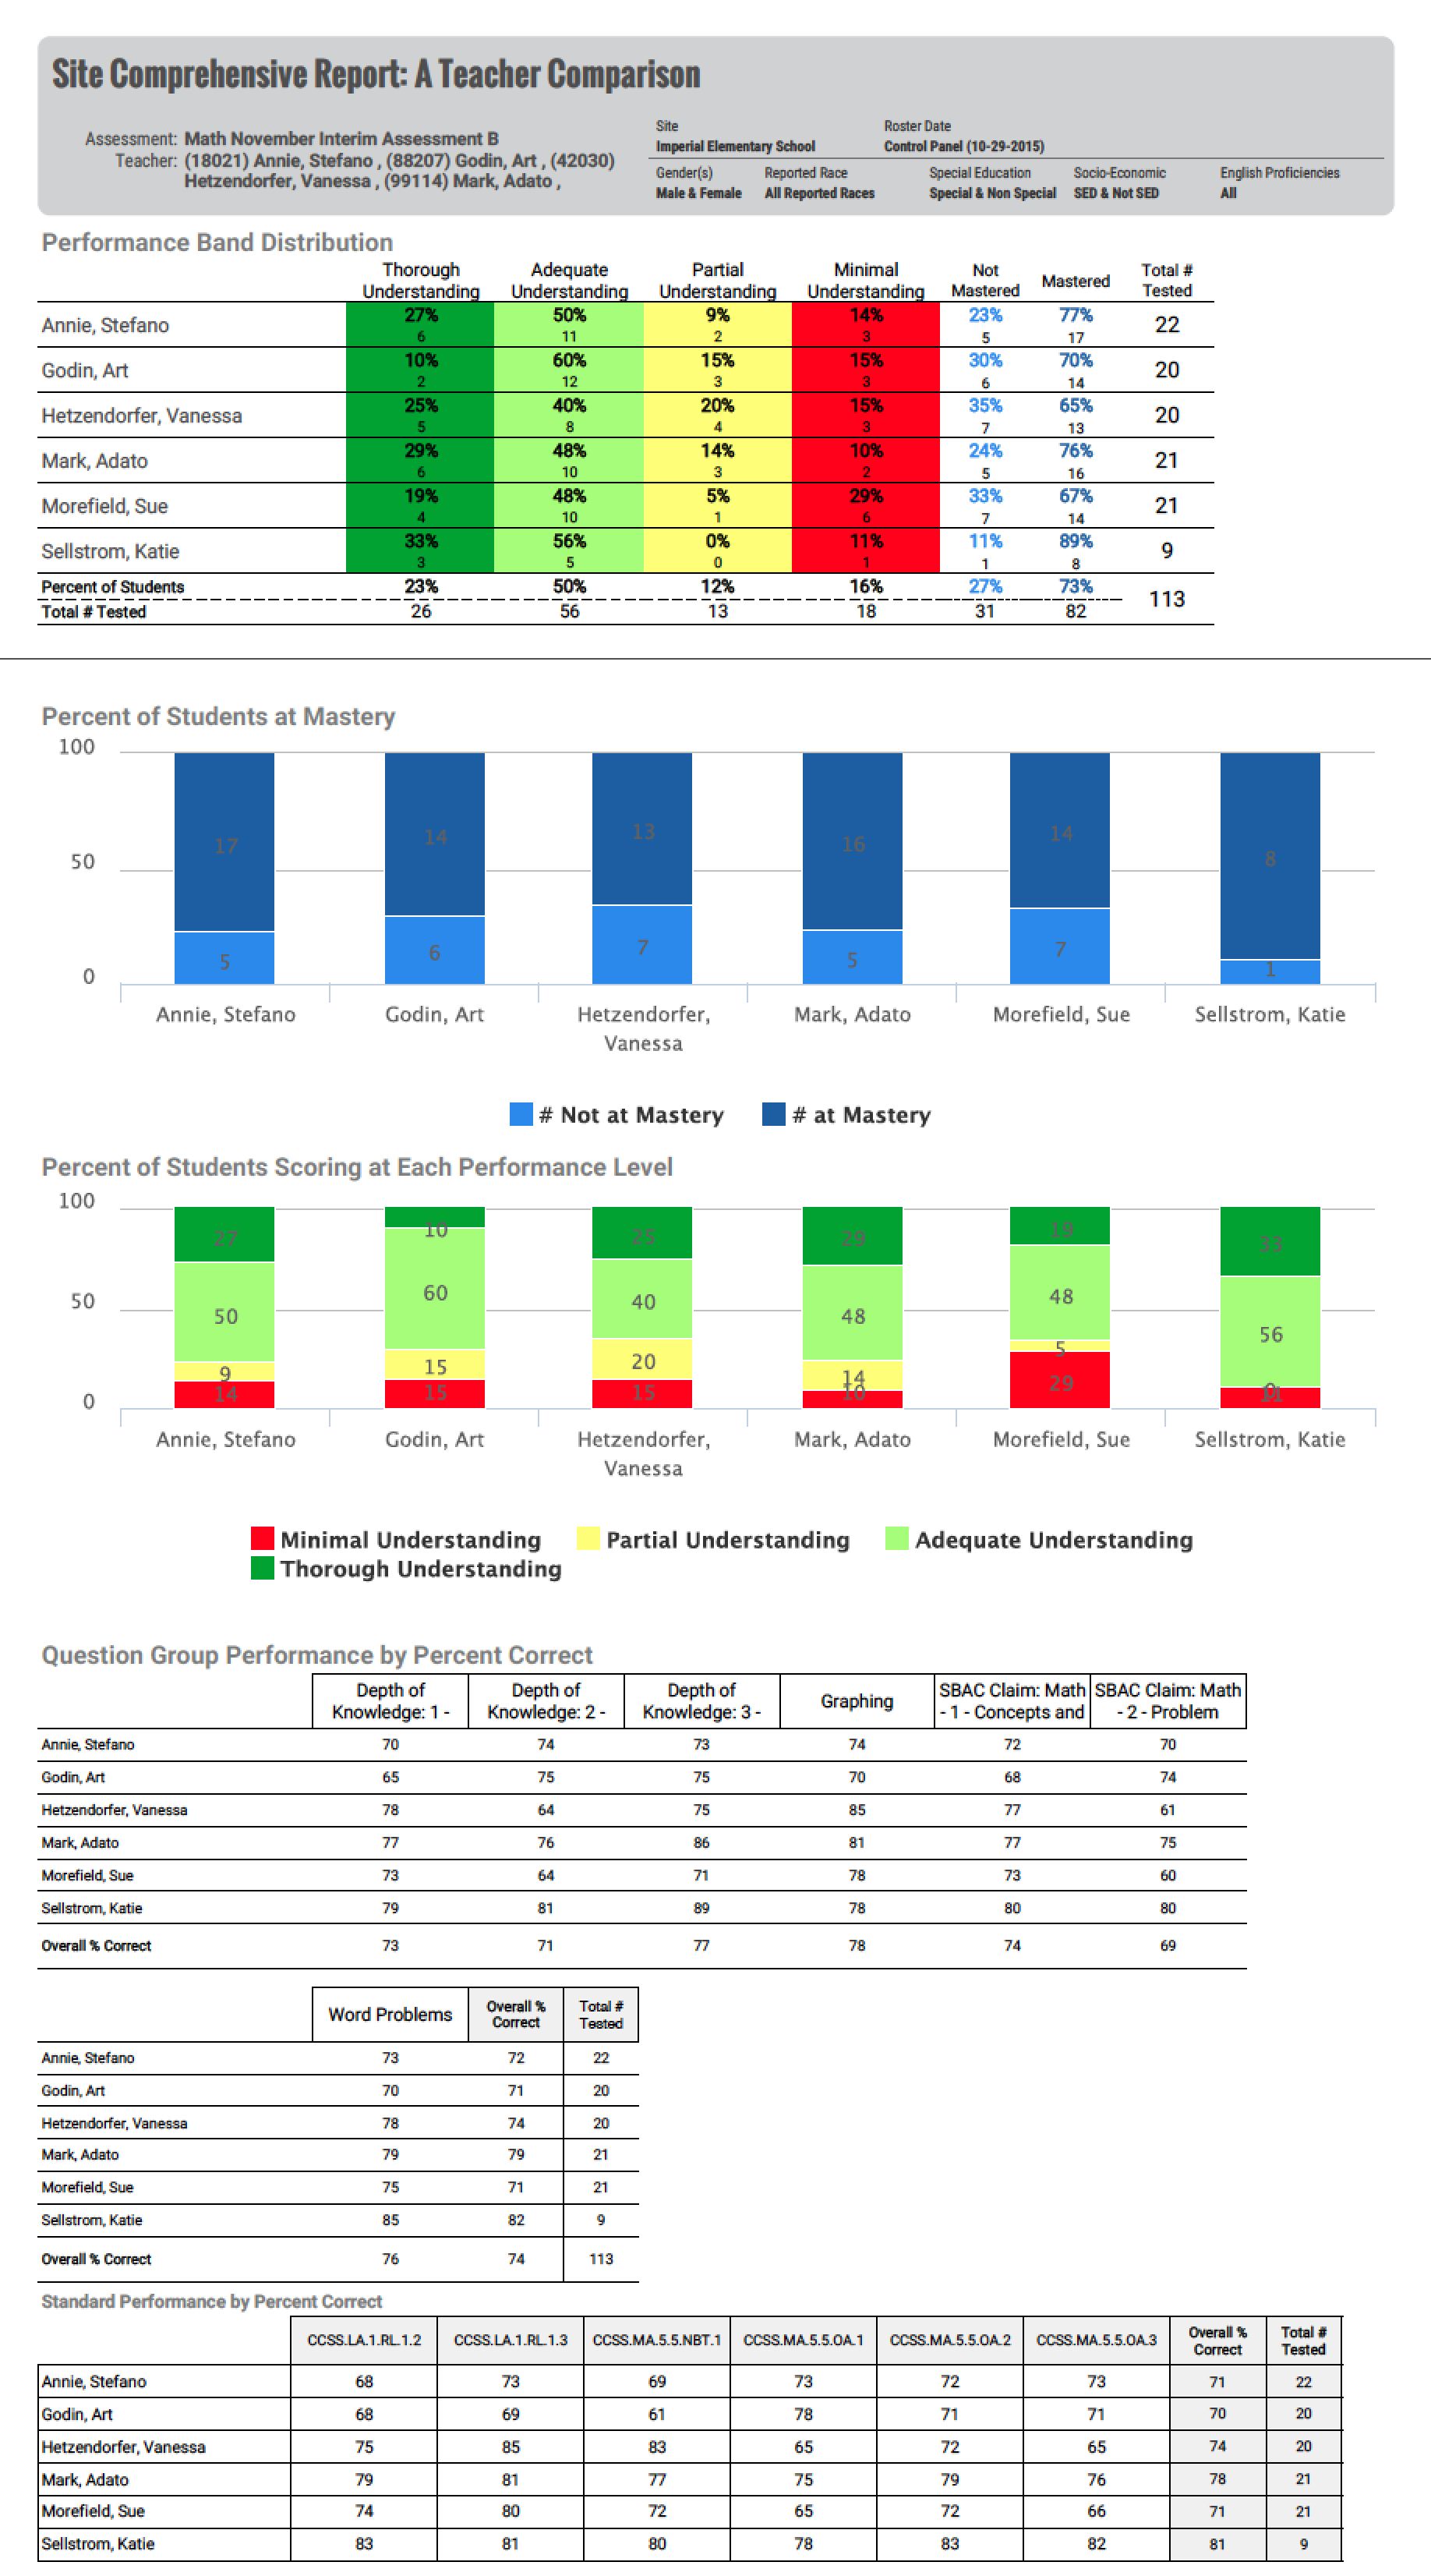 Site Comprehensive Report: A Teacher Comparison
Assessment: Math November Interim Assessment B
Teacher: (18021) Annie, Stefano , (88207) Godin, Art , (42030)
Hetzendorfer, Vanessa , (99114) Mark, Adato ,
Site Roster Date
Imperial Elementary School Control Panel (10-29-2015)
Gender(s) Reported Race Special Education Socio-Economic English Proficiencies
Male & Female All Reported Races Special & Non Special SED & Not SED All
Performance Band Distribution
Thorough Adequate Partial Minimal Not Mastered Total #
Understanding Understanding Understanding Understanding Mastered Tested
Annie, Stefano 27% 50% 9% 14% 23% 77% 22
6 11 2 3 5 17
Godin, Art 10% 60% 15% 15% 30% 70% 20
2 12 3 3 6 14
Hetzendorfer, Vanessa 25% 40% 20% 15% 35% 65% 20
5 8 4 3 7 13
Mark, Adato 29% 48% 14% 10% 24% 76% 21
6 10 3 2 5 16
Morefield, Sue 19% 48% 5% 29% 33% 67% 21
4 10 1 6 7 14
Sellstrom, Katie 33% 56% 0% 11% 11% 89% 9
3 5 0 1 1 8
Percent of Students 23% 50% 12% 16% 27% 73% 113
Total # Tested 26 56 13 18 31 82
Percent of Students at Mastery
100
17 14 13 16 14 8
50
5 6 7 5 7 1
0
Annie, Stefano Godin, Art Hetzendorfer, Mark, Adato Morefield, Sue Sellstrom, Katie
Vanessa
# Not at Mastery # at Mastery
Percent of Students Scoring at Each Performance Level
100
27 10 25 29 19 33
50
50 60 40 48 48 56
9 15 20 14 5 0
14 15 15 10 29 11
0
Annie, Stefano Godin, Art Hetzendorfer, Mark, Adato Morefield, Sue Sellstrom, Katie
Vanessa
Minimal Understanding Partial Understanding Adequate Understanding
Thorough Understanding
Question Group Performance by Percent Correct
Depth of Depth of Depth of Graphing SBAC Claim: Math SBAC Claim: Math
Knowledge: 1 - Knowledge: 2 - Knowledge: 3 - - 1 - Concepts and - 2 - Problem
Annie, Stefano 70 74 73 74 72 70
Godin, Art 65 75 75 70 68 74
Hetzendorfer, Vanessa 78 64 75 85 77 61
Mark, Adato 77 76 86 81 77 75
Morefield, Sue 73 64 71 78 73 60
Sellstrom, Katie 79 81 89 78 80 80
Overall % Correct 73 71 77 78 74 69
Word Problems Overall % Total #
Correct Tested
Annie, Stefano 73 72 22
Godin, Art 70 71 20
Hetzendorfer, Vanessa 78 74 20
Mark, Adato 79 79 21
Morefield, Sue 75 71 21
Sellstrom, Katie 85 82 9
Overall % Correct 76 74 113
Standard Performance by Percent Correct
CCSS.LA.1.RL.1.2 CCSS.LA.1.RL.1.3 CCSS.MA.5.5.NBT.1 CCSS.MA.5.5.OA.1 CCSS.MA.5.5.OA.2 CCSS.MA.5.5.OA.3 Overall % Total #
Correct Tested
Annie, Stefano 68 73 69 73 72 73 71 22
Godin, Art 68 69 61 78 71 71 70 20
Hetzendorfer, Vanessa 75 85 83 65 72 65 74 20
Mark, Adato 79 81 77 75 79 76 78 21
Morefield, Sue 74 80 72 65 72 66 71 21
Sellstrom, Katie 83 81 80 78 83 82 81 9